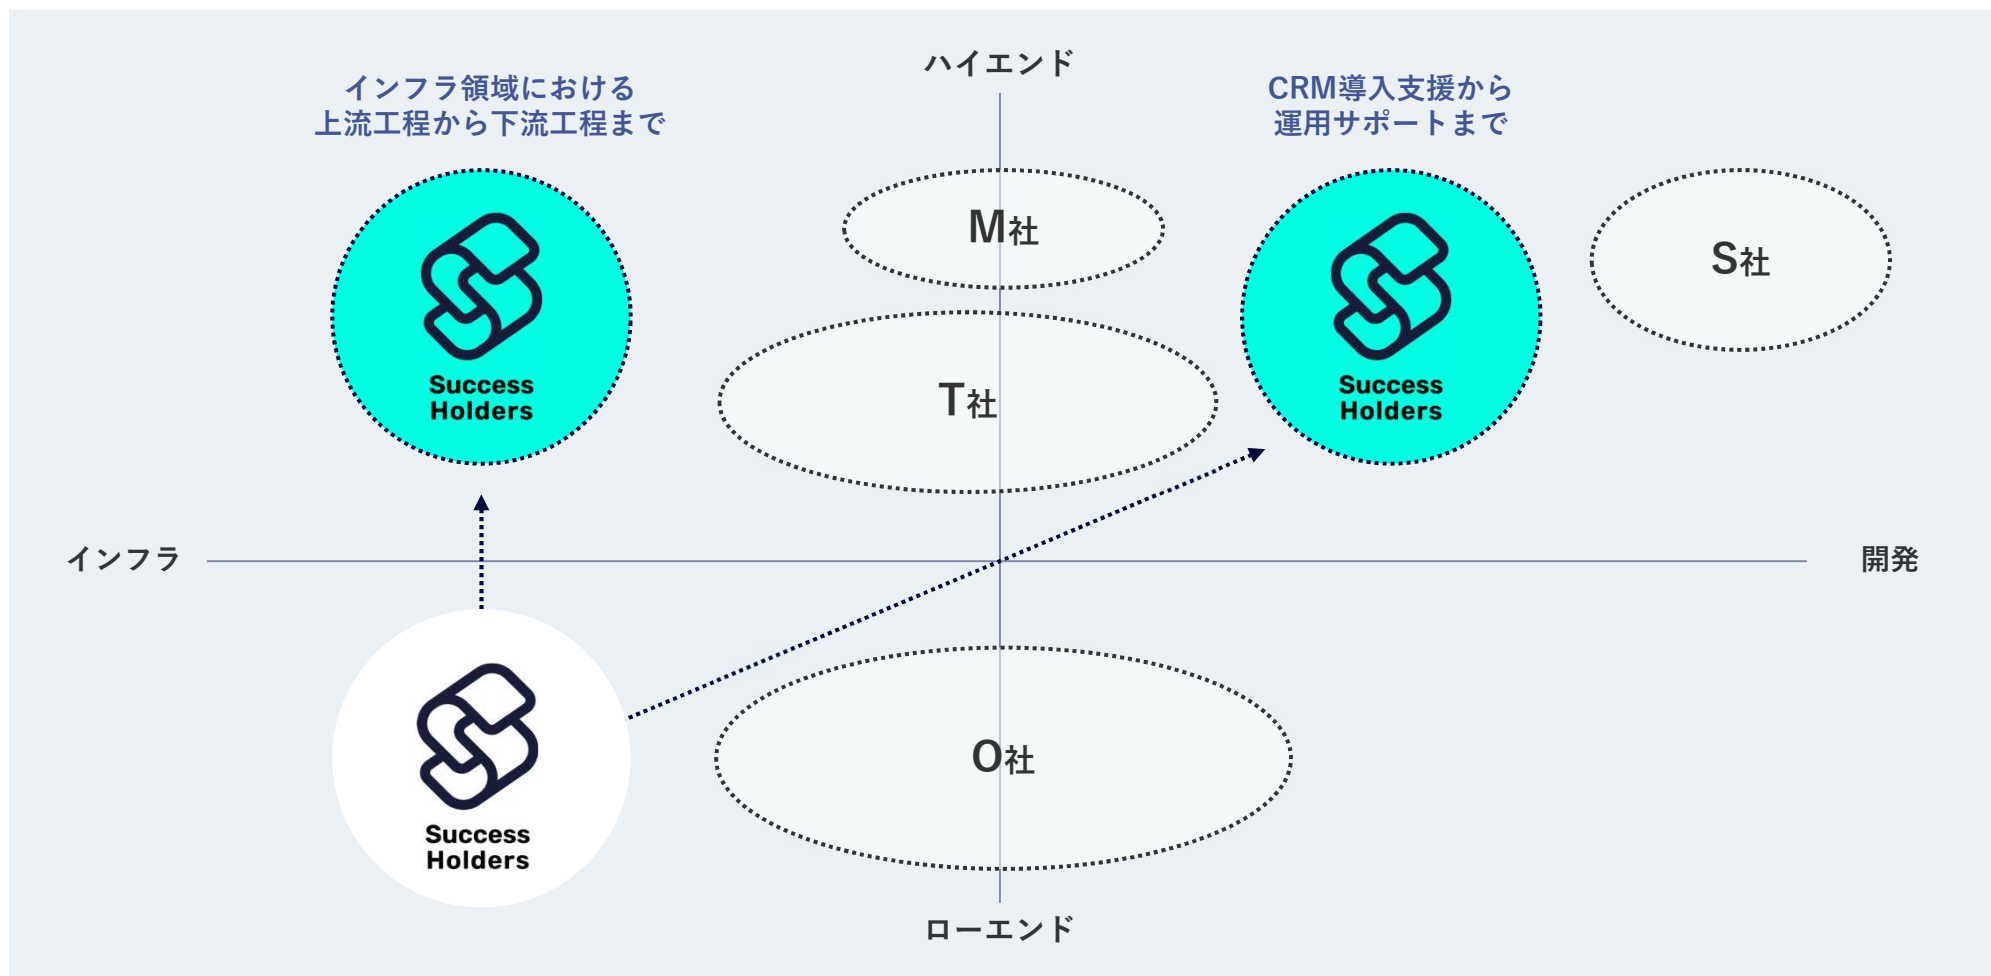 ハイエンド
インフラ領域における
上流工程から下流工程まで
CRM導入支援から
運用サポートまで
M社
S社
T社
Success
Holders
Success
Holders
インフラ
開発
O社
Success
Holders
ローエンド